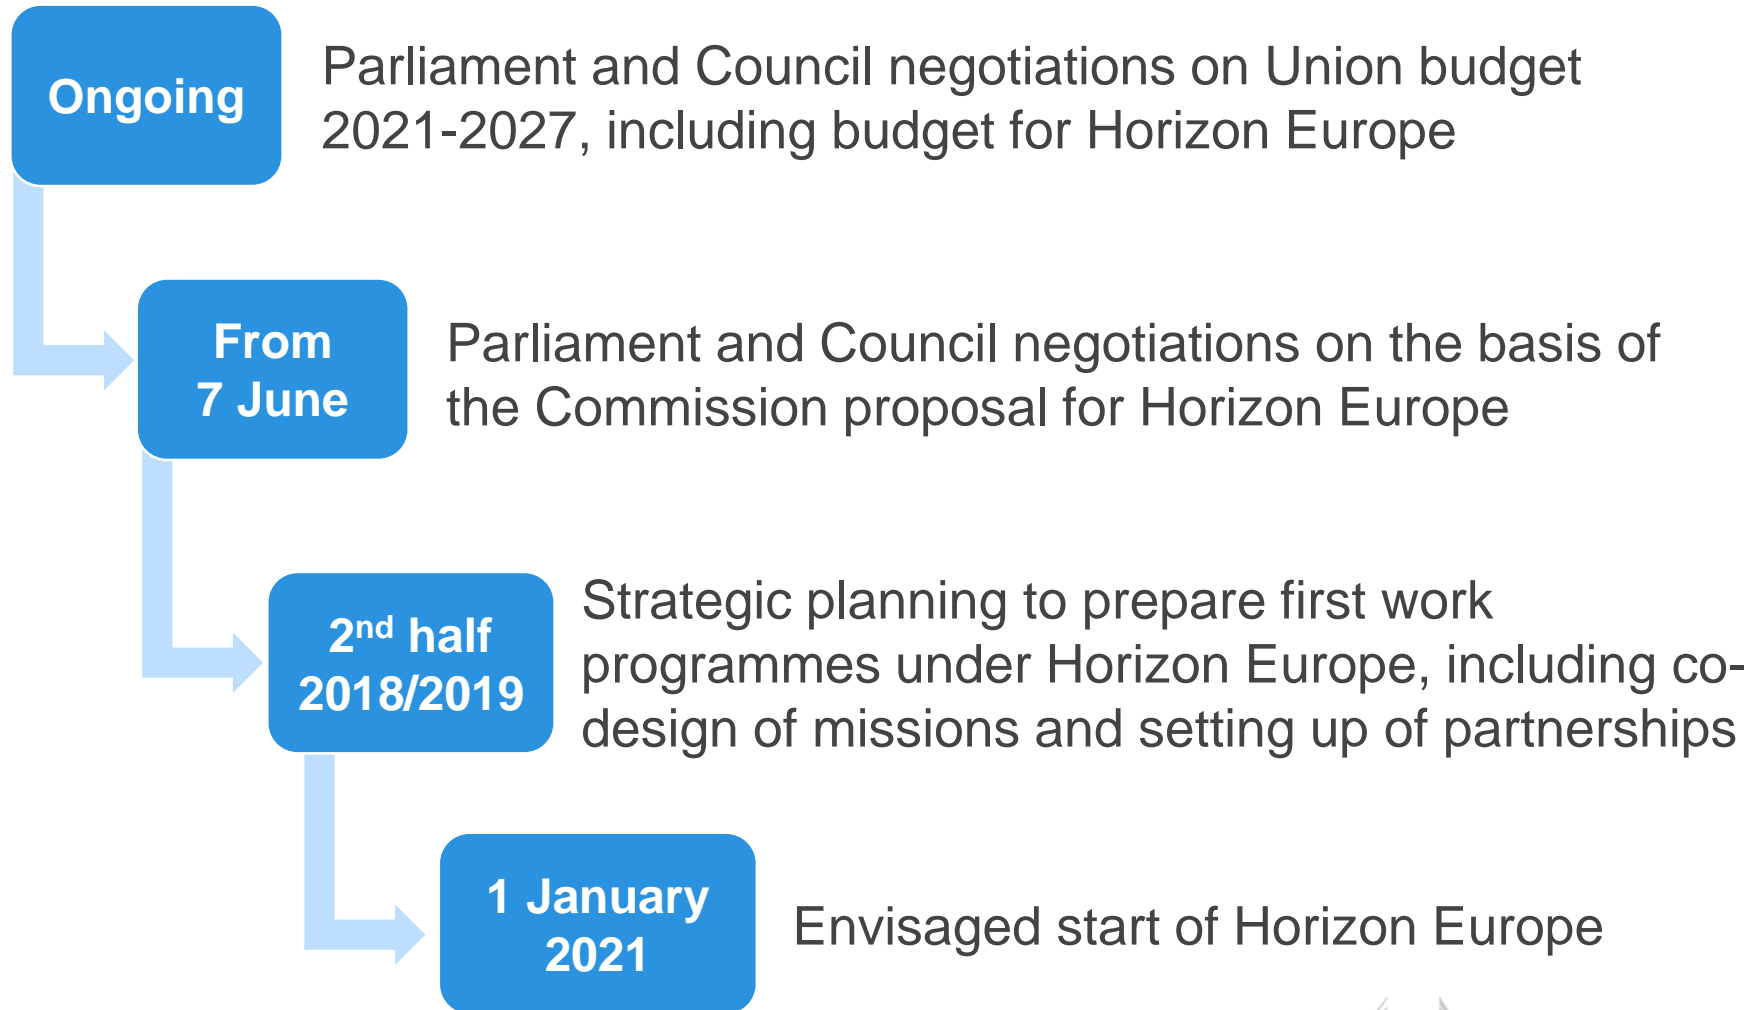 Ongoing
Parliament and Council negotiations on Union budget
2021-2027, including budget for Horizon Europe
From
7 June
Parliament and Council negotiations on the basis of
the Commission proposal for Horizon Europe
2nd half
2018/2019
Strategic planning to prepare first work
programmes under Horizon Europe, including co-
design of missions and setting up of partnerships
1 January
2021
Envisaged start of Horizon Europe